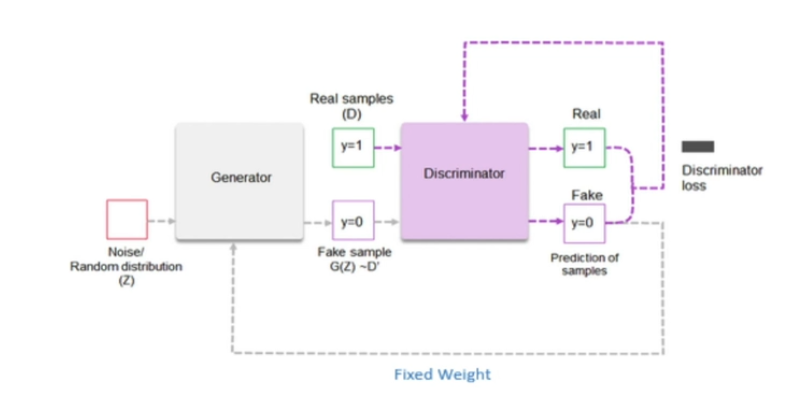 Real samples
(D)
Real
y=1
y=1
Generator
Discriminator
Discriminator
loss
Fake
y=0
y=0
Noise/
Random distribution
(Z)
Fake sample
G(Z) ~D'
Prediction of
samples
Fixed Weight